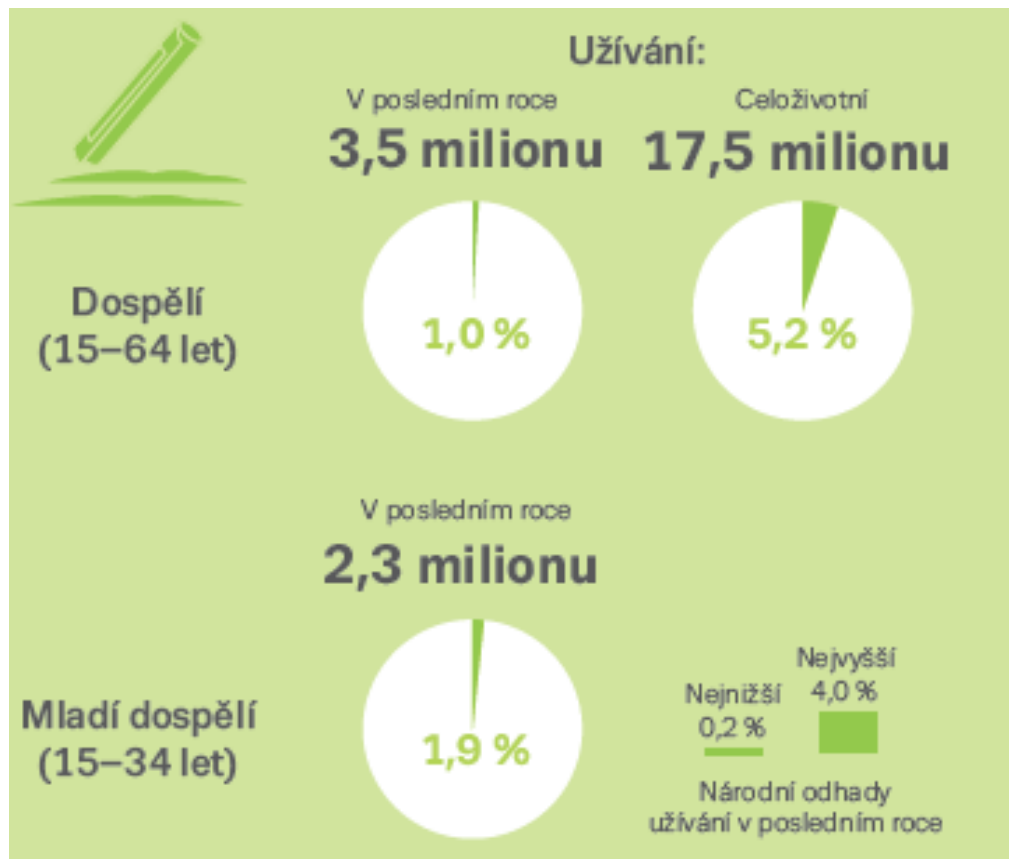 Užívání:
V posledním roce
3,5 milionu
Celoživotní
17,5 milionu
Dospělí
(15–64 let)
1,0 %
5,2 %
V posledním roce
2,3 milionu
Mladí dospělí
(15–34 let)
1,9 %
Nejnižší
0,2 %
Nejvyšší
4,0 %
Národní odhady
užívání v posledním roce